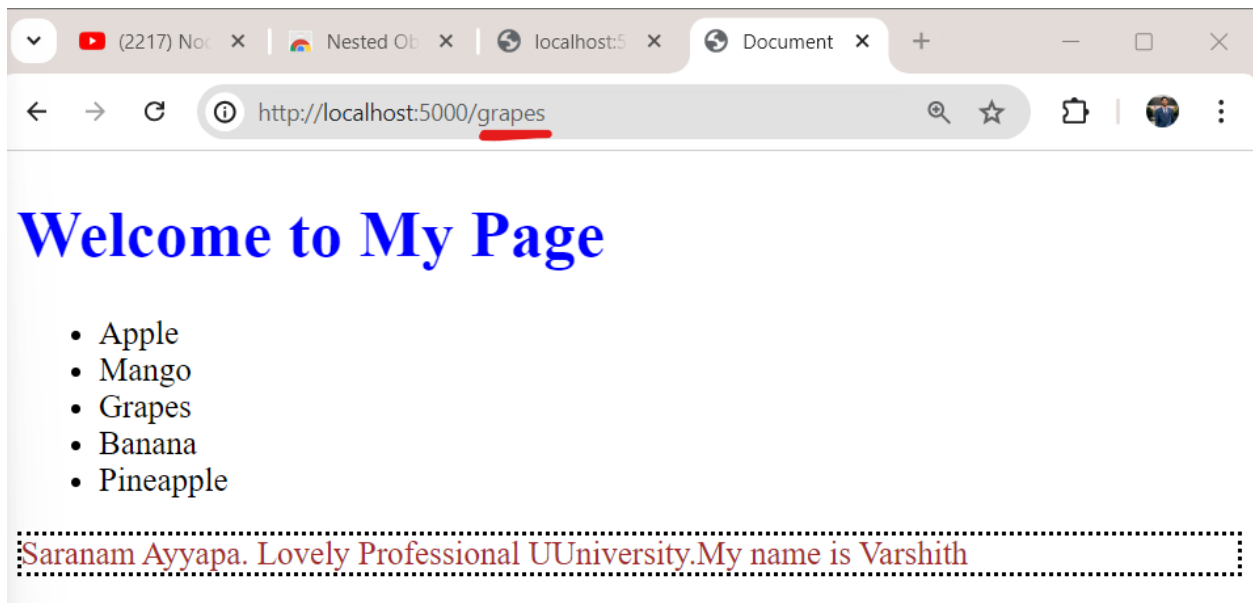 (2217) Noc
Nested Ob
localhost:5
Document
http://localhost:5000/grapes
Welcome to My Page
Apple
Mango
Grapes
Banana
Pineapple
Saranam Ayyapa. Lovely Professional UUniversity.My name is Varshith